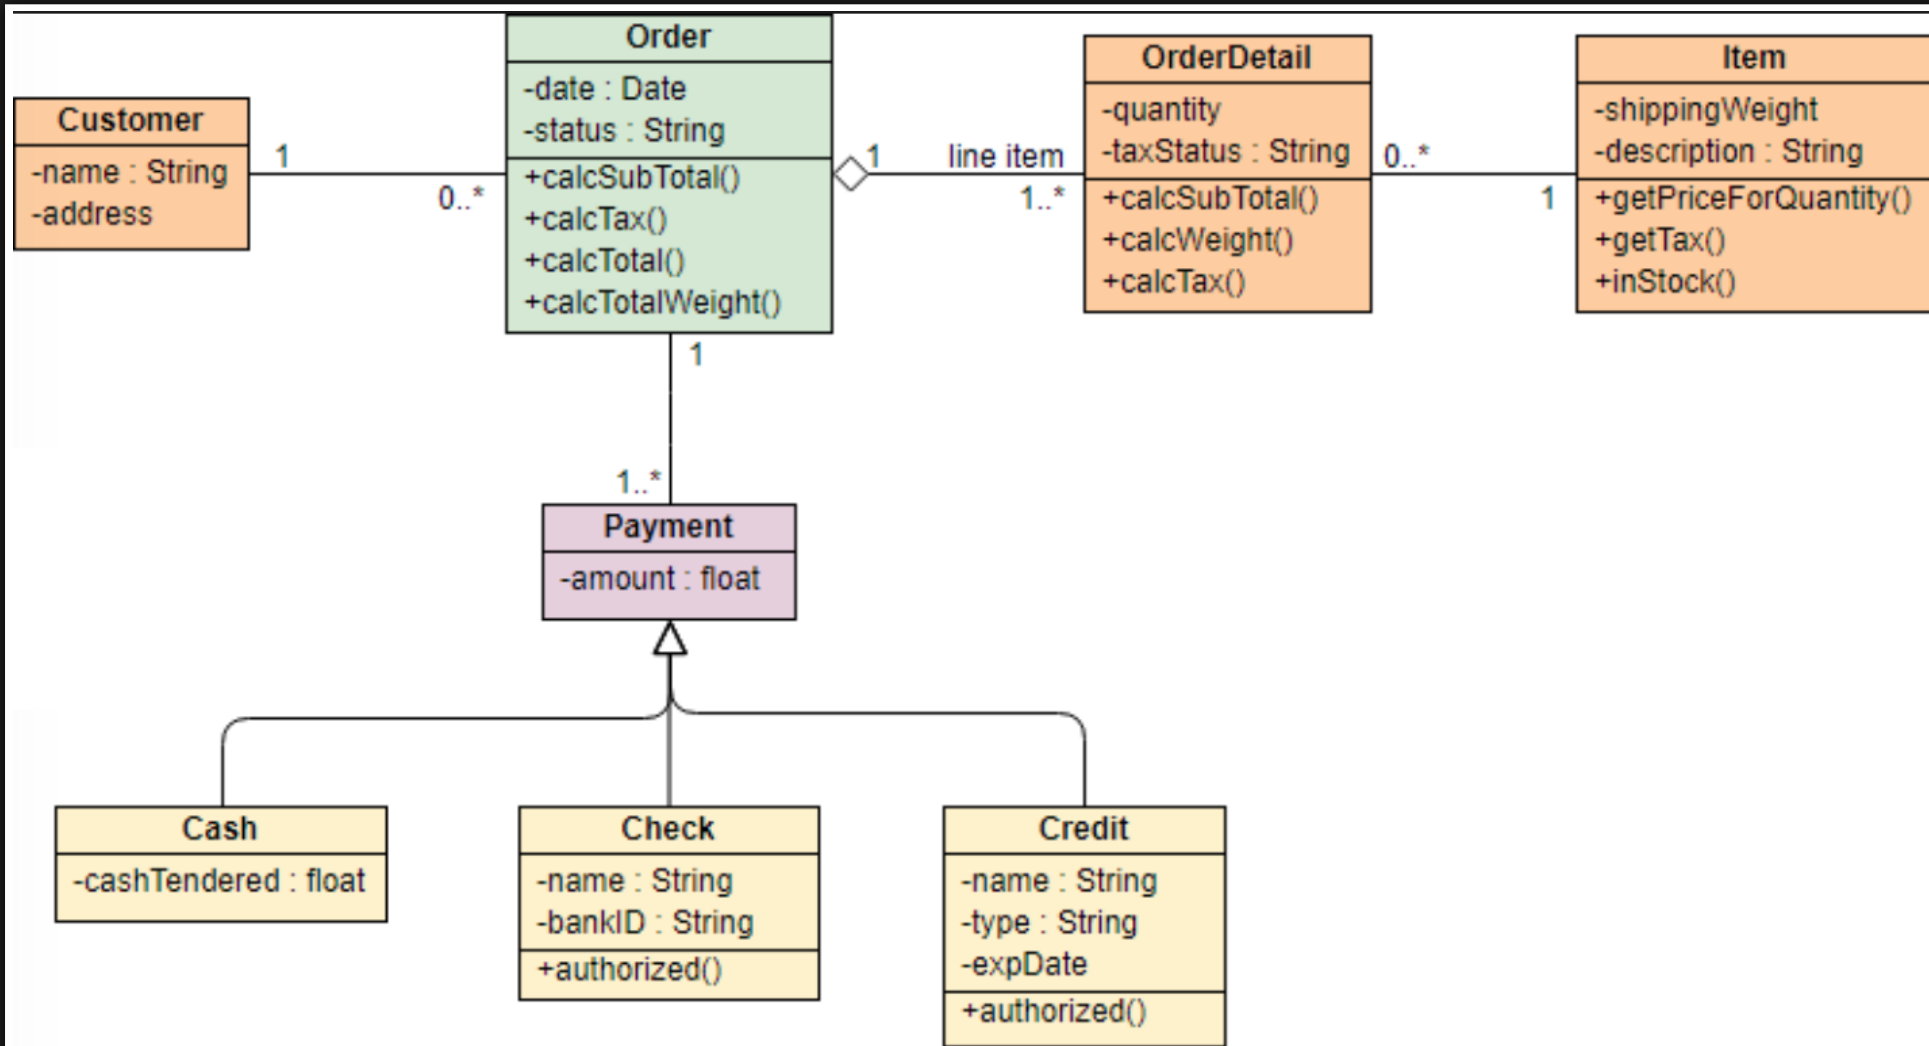 Customer
-name : String
-address
1
0..*
Order
-date : Date
-status : String
+calcSubTotal()
+calcTax()
+calcTotal()
+calcTotalWeight()
1
line item
1..*
OrderDetail
-quantity
-taxStatus : String
+calcSubTotal()
+calcWeight()
+calcTax()
0..*
1
Item
-shippingWeight
-description : String
+getPriceForQuantity()
+getTax()
+inStock()
1
1..*
Payment
-amount : float
Cash
-cashTendered : float
Check
-name : String
-bankID : String
+authorized()
Credit
-name : String
-type : String
-expDate
+authorized()